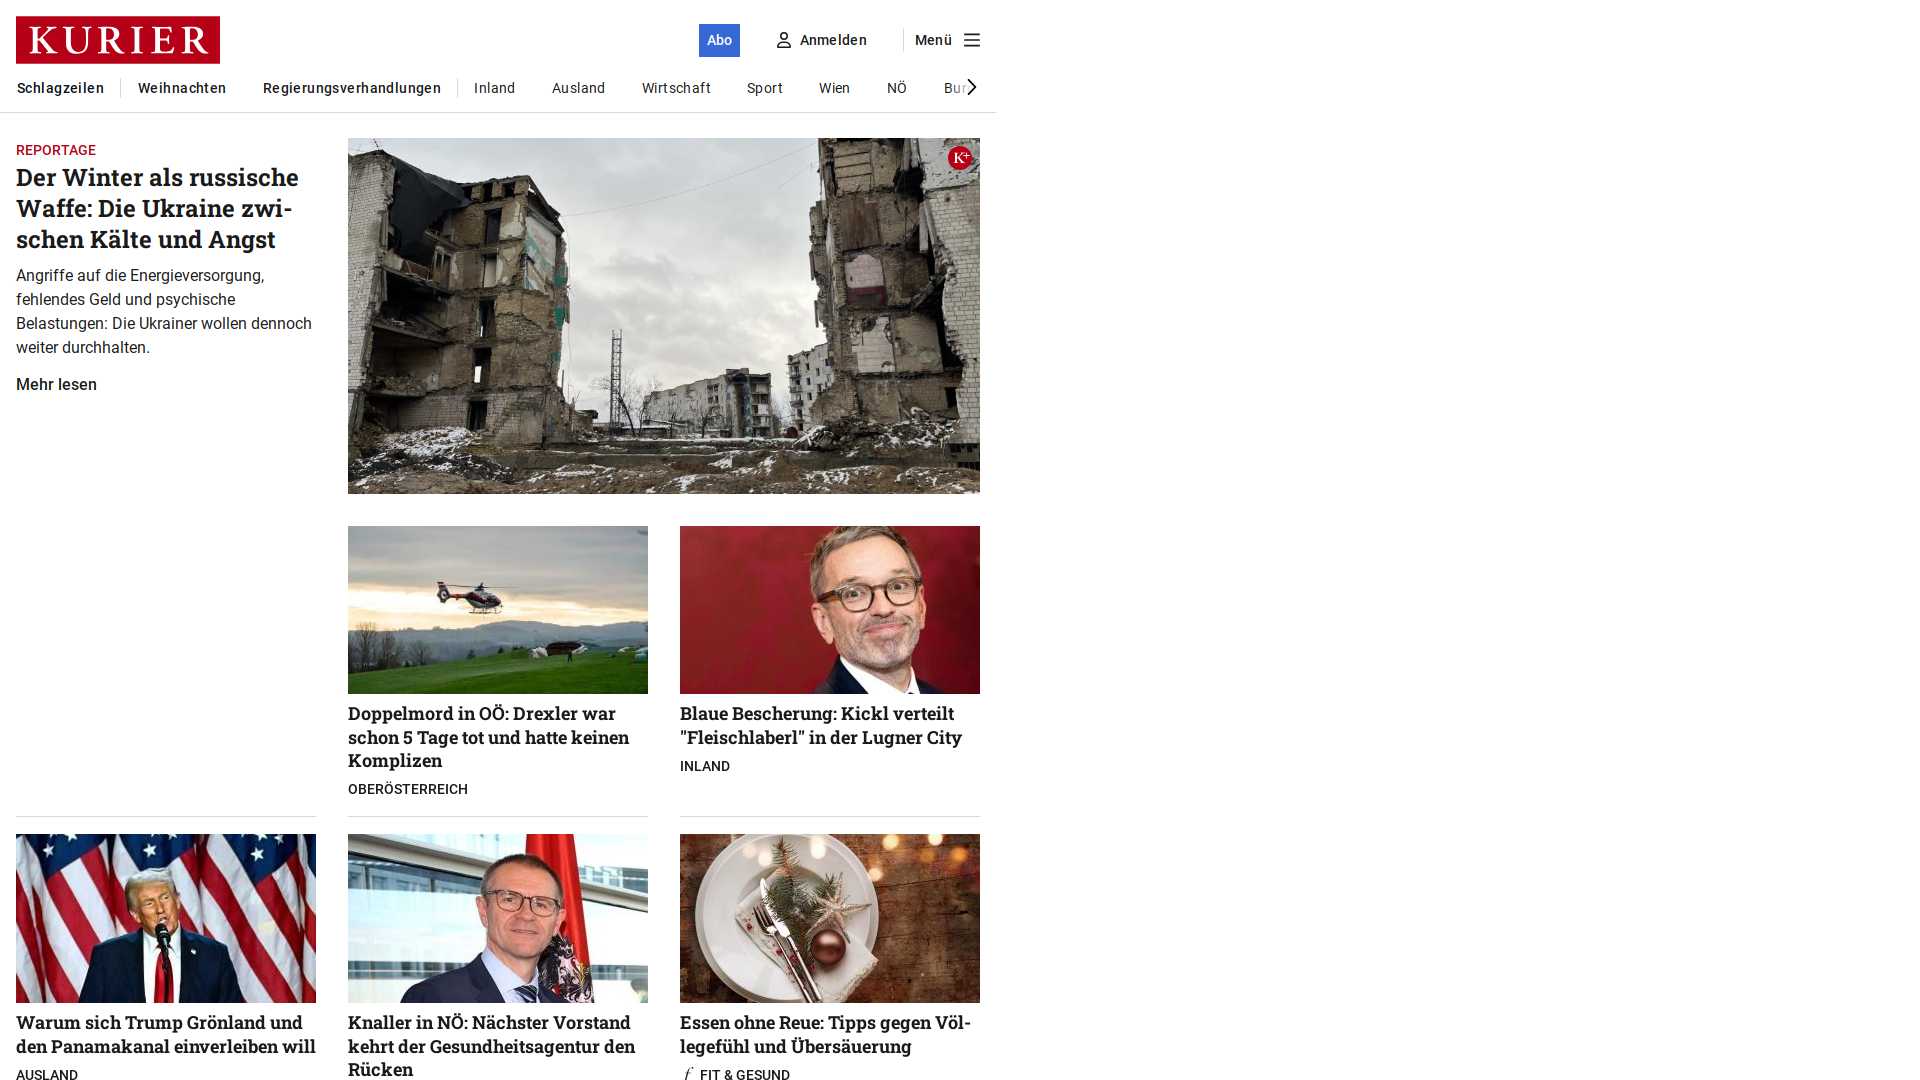 KURIER
Abo
Anmelden
Menü
Schlagzeilen
Weihnachten
Regierungsverhandlungen
Inland
Ausland
Wirtschaft
Sport
Wien
NÖ
Bur
REPORTAGE
Der Winter als russische
Waffe: Die Ukraine zwi-
schen Kälte und Angst
Angriffe auf die Energieversorgung,
fehlendes Geld und psychische
Belastungen: Die Ukrainer wollen dennoch
weiter durchhalten.
Mehr lesen
K+
Doppelmord in OÖ: Drexler war
schon 5 Tage tot und hatte keinen
Komplizen
OBERÖSTERREICH
Blaue Bescherung: Kickl verteilt
"Fleischlaberl" in der Lugner City
INLAND
Warum sich Trump Grönland und
den Panamakanal einverleiben will
AUSLAND
Knaller in NÖ: Nächster Vorstand
kehrt der Gesundheitsagentur den
Rücken
Essen ohne Reue: Tipps gegen Völ-
legefühl und Übersäuerung
f FIT & GESUND